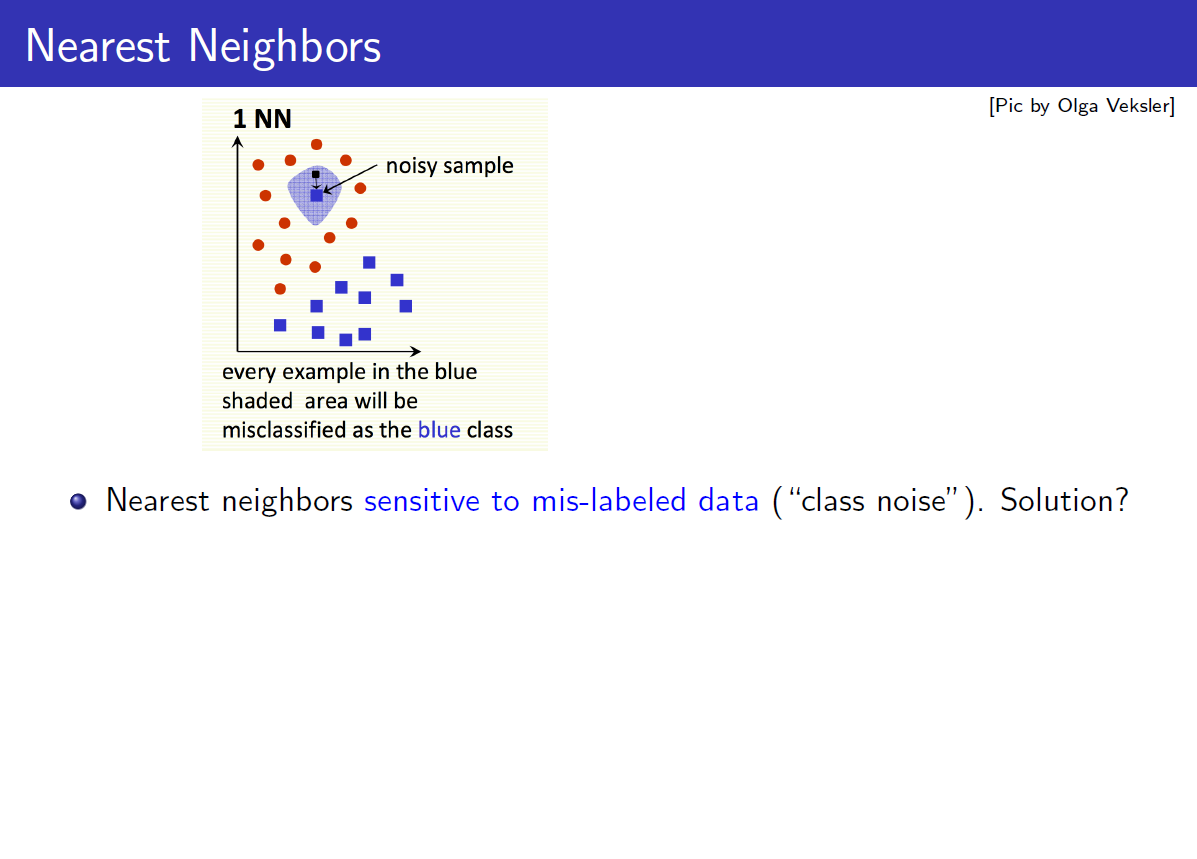 Nearest Neighbors
[Pic by Olga Veksler]
1 NN
noisy sample
every example in the blue
shaded area will be
misclassified as the blue class
Nearest neighbors sensitive to mis-labeled data (“class noise”). Solution?